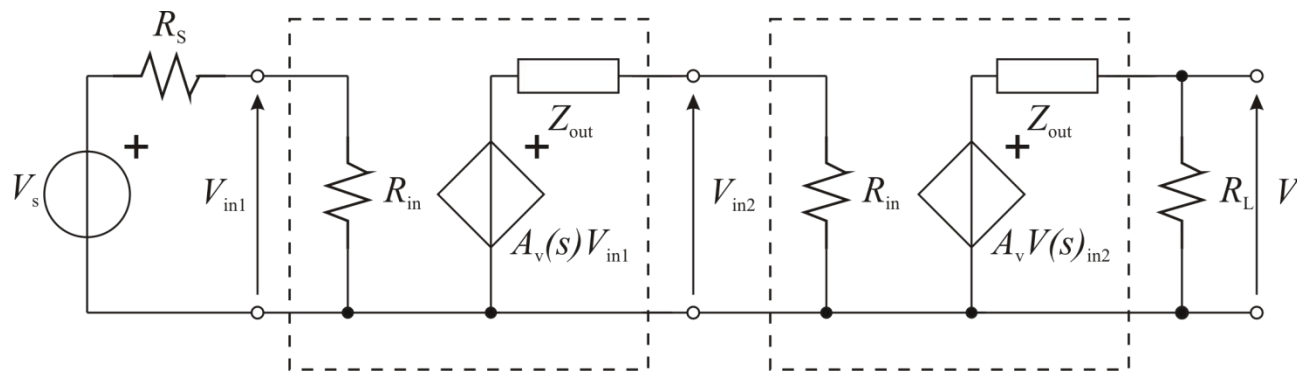 R_S
+
V_s
V_in1
R_in
+
A_v(s)V_in1
Z_out
V_in2
R_in
+
A_vV(s)_in2
Z_out
R_L
V